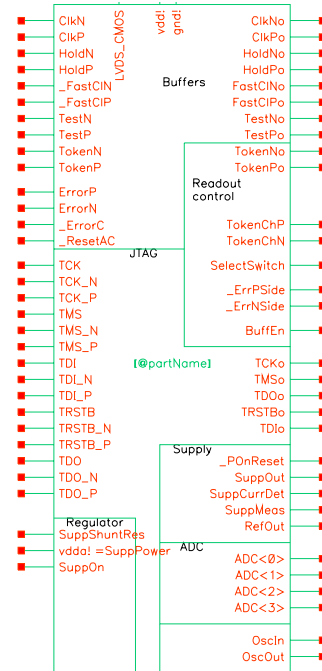 LVDS_CMOS
vdd!
gnd!
ClkN
ClkNo
ClkP
ClkPo
HoldN
HoldNo
HoldP
HoldPo
Buffers
_FastClN
FastClNo
_FastClP
FastClPo
TestN
TestNo
TestP
TestPo
TokenN
TokenNo
TokenP
TokenPo
Readout
control
ErrorP
ErrorN
_ErrorC
TokenChP
_ResetAC
TokenChN
JTAG
TCK
SelectSwitch
TCK_N
_ErrPSide
TCK_P
_ErrNSide
TMS
TMS_N
BuffEn
TMS_P
TDI
[@partName]
TCKo
TDI_N
TMSo
TDI_P
TDOo
TRSTB
TRSTBo
TRSTB_N
TDIo
TRSTB_P
Supply
TDO
_POnReset
TDO_N
SuppOut
TDO_P
SuppCurrDet
SuppMeas
Regulator
RefOut
SuppShuntRes
ADC
vdda! =SuppPower
ADC<0>
SuppOn
ADC<1>
ADC<2>
ADC<3>
OscIn
OscOut